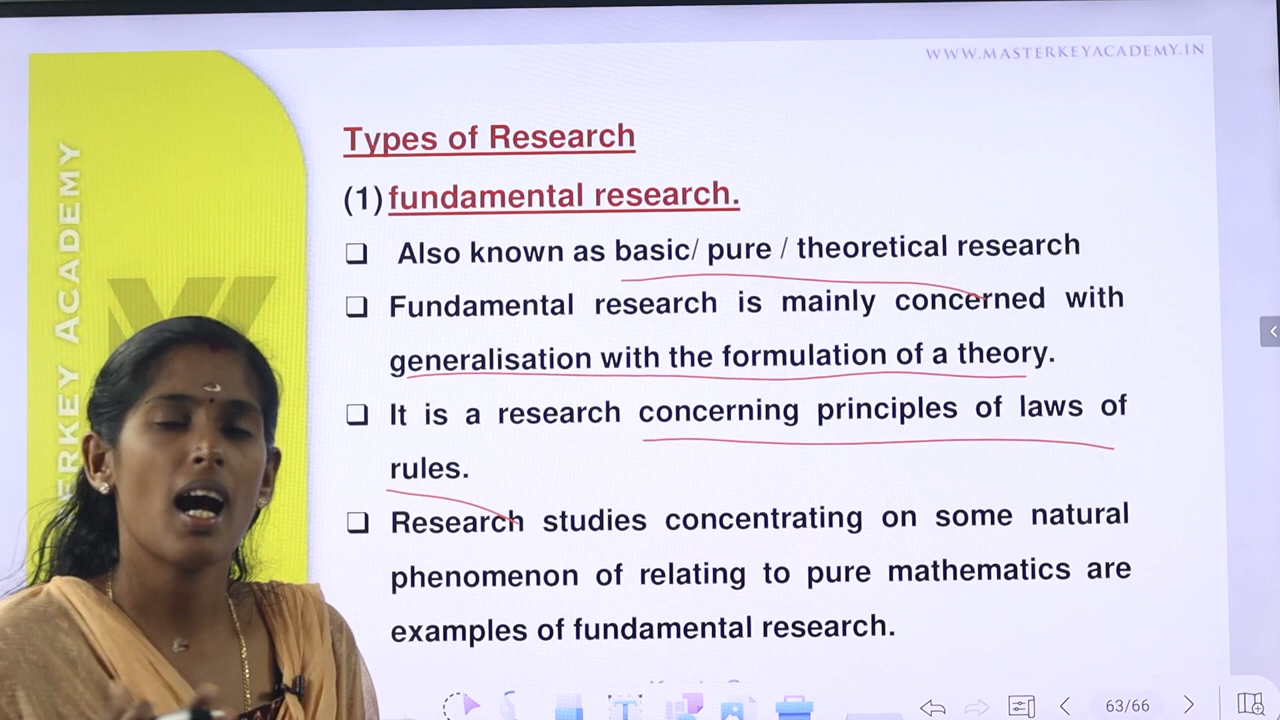 WWW.MASTERKEYACADEMY.IN
ERKEY ACADEMY
Types of Research
(1) fundamental research.
❑ Also known as basic/ pure / theoretical research
❑ Fundamental research is mainly concerned with
generalisation with the formulation of a theory.
❑ It is a research concerning principles of laws of
rules.
❑ Research studies concentrating on some natural
phenomenon of relating to pure mathematics are
examples of fundamental research.
63/66